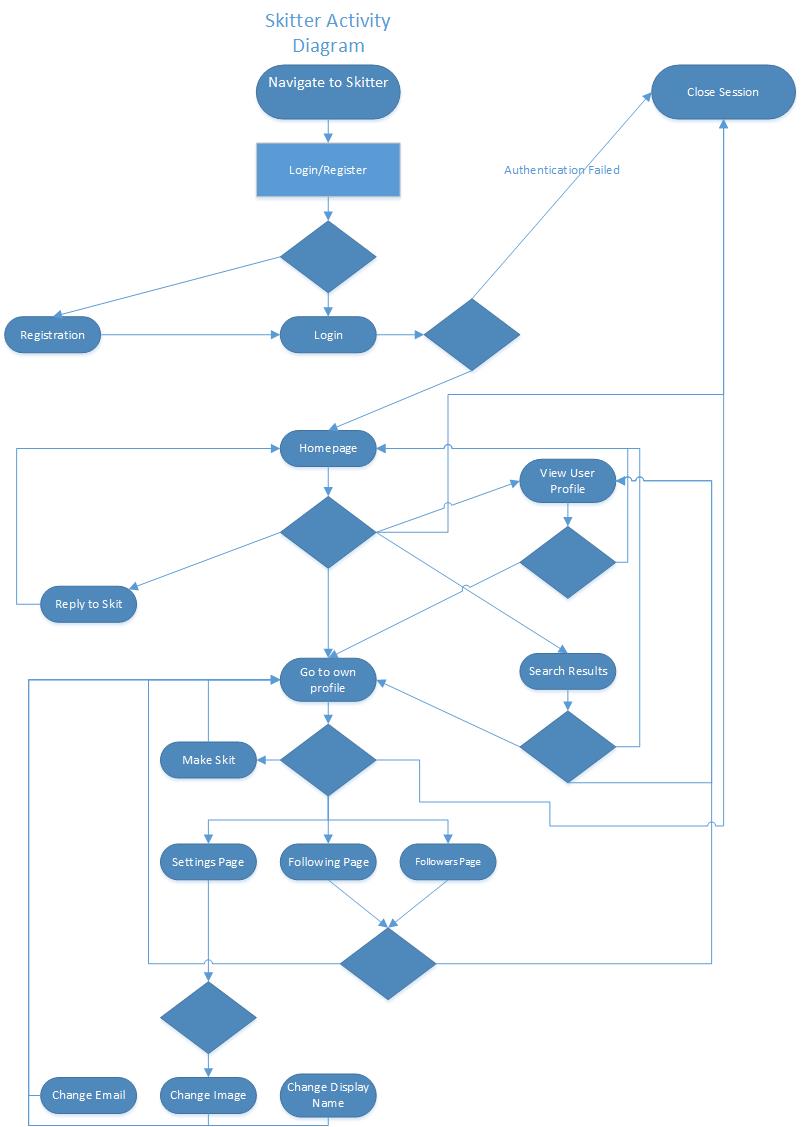 Skitter Activity
Diagram
Navigate to Skitter
Close Session
Login/Register
Authentication Failed
Registration
Login
Homepage
View User
Profile
Reply to Skit
Go to own
profile
Search Results
Make Skit
Settings Page
Following Page
Followers Page
Change Email
Change Image
Change Display
Name